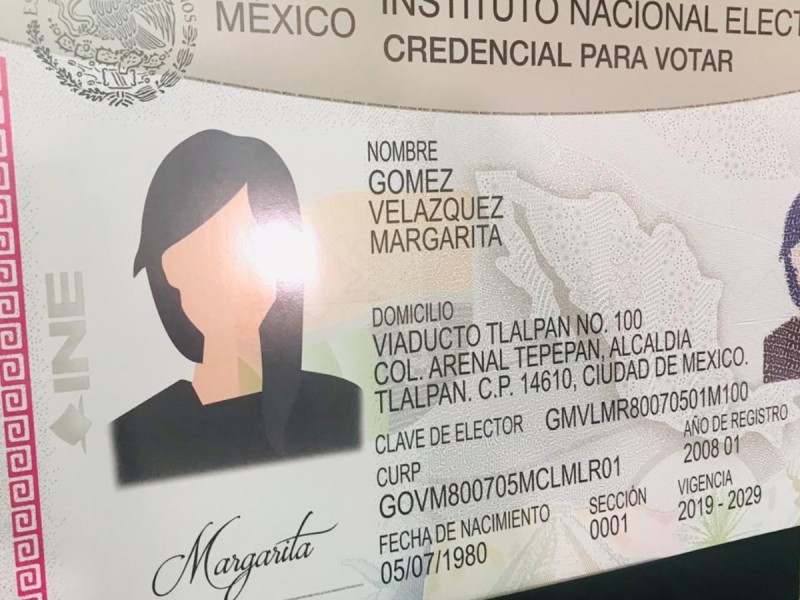 MÉXICO
INSTITUTO NACIONAL ELECT
CREDENCIAL PARA VOTAR
NOMBRE
GOMEZ
VELAZQUEZ
MARGARITA
DOMICILIO
VIADUCTO TLALPAN NO. 100
COL. ARENAL TEPEPAN, ALCALDIA
TLALPAN. C.P. 14610, CIUDAD DE MEXICO.
CLAVE DE ELECTOR GMVLMR80070501M100
CURP
GOVM800705MCLMLR01
AÑO DE REGISTRO
2008 01
FECHA DE NACIMIENTO
05/07/1980
SECCIÓN
0001
VIGENCIA
2019 - 2029
INE
Margarita